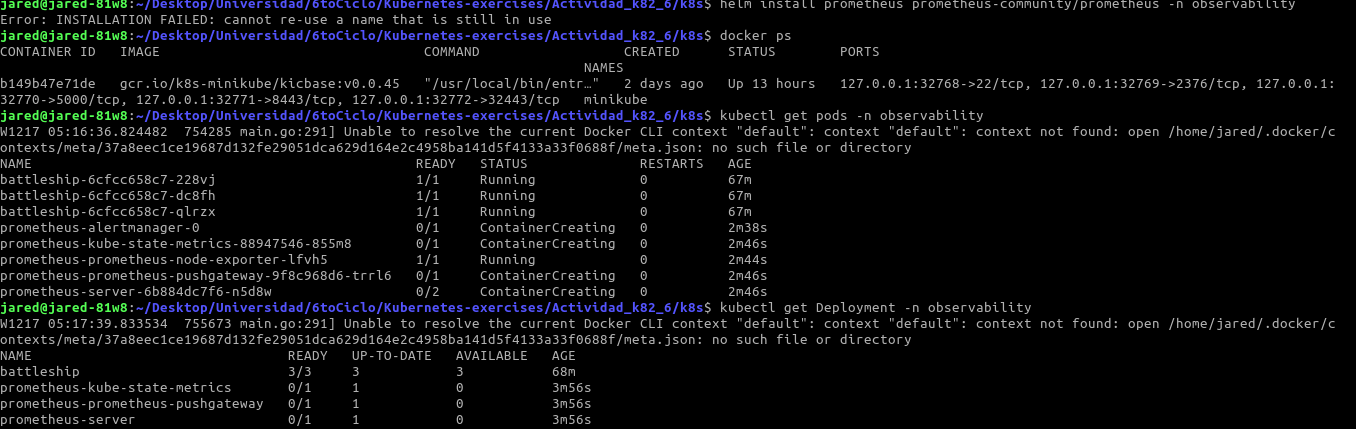 jared@jared-81w8:~/Desktop/Universidad/6toCiclo/Kubernetes-exercises/Actividad_k82_6/k8s$ helm install prometheus prometheus-community/prometheus -n observability
Error: INSTALLATION FAILED: cannot re-use a name that is still in use
jared@jared-81w8:~/Desktop/Universidad/6toCiclo/Kubernetes-exercises/Actividad_k82_6/k8s$ docker ps
CONTAINER ID   IMAGE                                 COMMAND                  CREATED      STATUS        PORTS
NAMES
b149b47e71de   gcr.io/k8s-minikube/kicbase:v0.0.45   "/usr/local/bin/entr…"   2 days ago   Up 13 hours   127.0.0.1:32768->22/tcp, 127.0.0.1:32769->2376/tcp, 127.0.0.1:
32770->5000/tcp, 127.0.0.1:32771->8443/tcp, 127.0.0.1:32772->32443/tcp   minikube
jared@jared-81w8:~/Desktop/Universidad/6toCiclo/Kubernetes-exercises/Actividad_k82_6/k8s$ kubectl get pods -n observability
W1217 05:16:36.824482  754285 main.go:291] Unable to resolve the current Docker CLI context "default": context "default": context not found: open /home/jared/.docker/c
ontexts/meta/37a8eec1ce19687d132fe29051dca629d164e2c4958ba141d5f4133a33f0688f/meta.json: no such file or directory
NAME                                                READY   STATUS              RESTARTS   AGE
battleship-6cfcc658c7-228vj                         1/1     Running             0          67m
battleship-6cfcc658c7-dc8fh                         1/1     Running             0          67m
battleship-6cfcc658c7-qlrzx                         1/1     Running             0          67m
prometheus-alertmanager-0                           0/1     ContainerCreating   0          2m38s
prometheus-kube-state-metrics-88947546-855m8        0/1     ContainerCreating   0          2m46s
prometheus-prometheus-node-exporter-lfvh5           1/1     Running             0          2m44s
prometheus-prometheus-pushgateway-9f8c968d6-trrl6   0/1     ContainerCreating   0          2m46s
prometheus-server-6b884dc7f6-n5d8w                  0/2     ContainerCreating   0          2m46s
jared@jared-81w8:~/Desktop/Universidad/6toCiclo/Kubernetes-exercises/Actividad_k82_6/k8s$ kubectl get Deployment -n observability
W1217 05:17:39.833534  755673 main.go:291] Unable to resolve the current Docker CLI context "default": context "default": context not found: open /home/jared/.docker/c
ontexts/meta/37a8eec1ce19687d132fe29051dca629d164e2c4958ba141d5f4133a33f0688f/meta.json: no such file or directory
NAME                                READY   UP-TO-DATE   AVAILABLE   AGE
battleship                          3/3     3            3           68m
prometheus-kube-state-metrics       0/1     1            0           3m56s
prometheus-prometheus-pushgateway   0/1     1            0           3m56s
prometheus-server                   0/1     1            0           3m56s